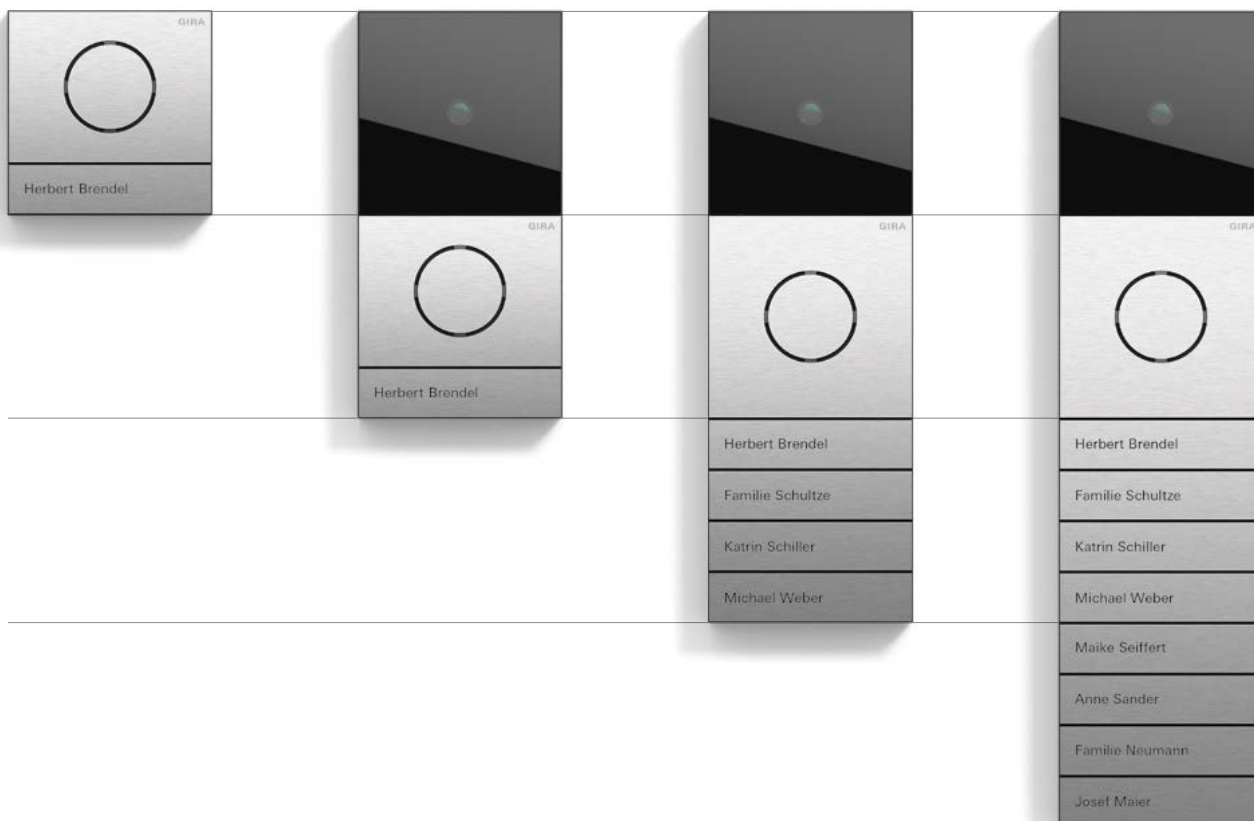 GIRA
Herbert Brendel
GIRA
Herbert Brendel
GIRA
Herbert Brendel
Familie Schultze
Katrin Schiller
Michael Weber
GIRA
Herbert Brendel
Familie Schultze
Katrin Schiller
Michael Weber
Maike Seiffert
Anne Sander
Familie Neumann
Josef Maier